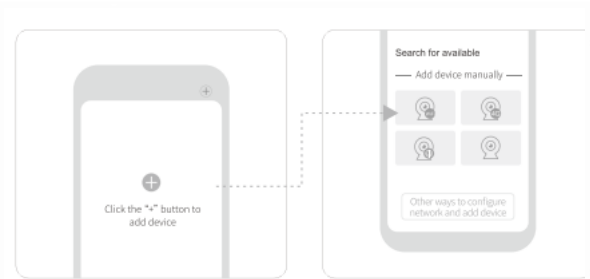 Click the "+" button to
add device
Search for available
Add device manually
Other ways to configure
network and add device